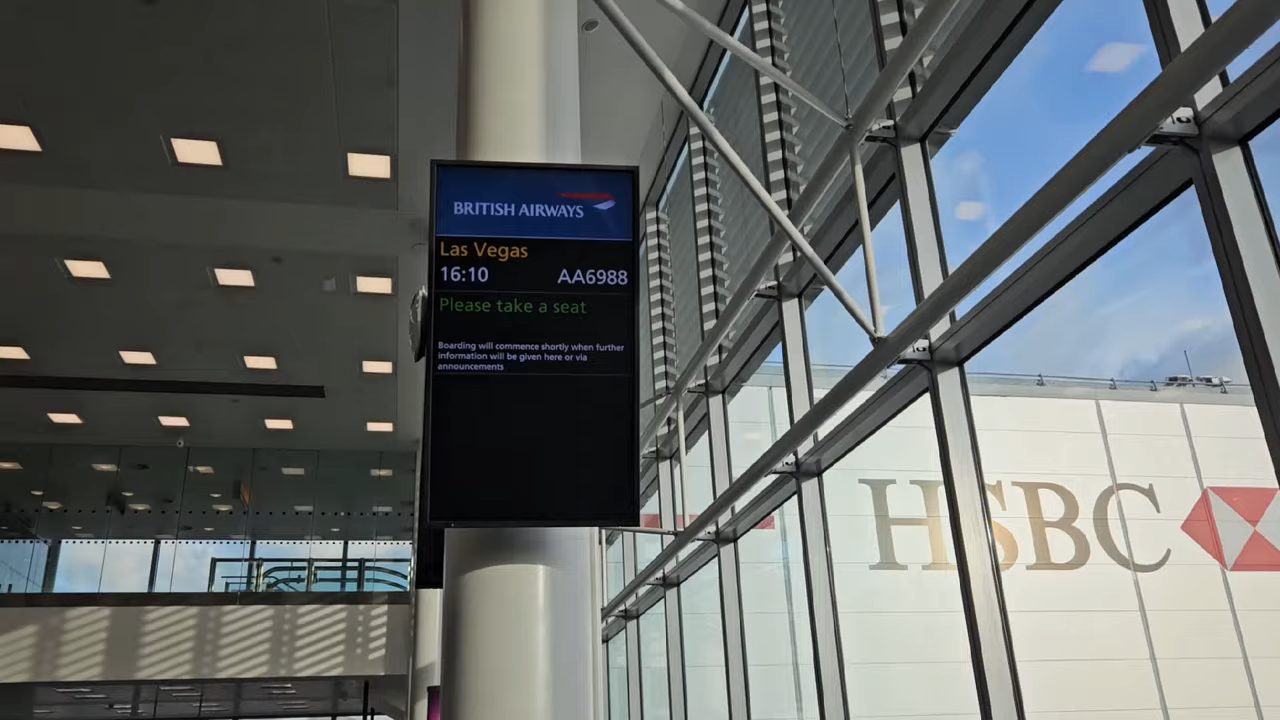 BRITISH AIRWAYS
Las Vegas
16:10 AA6988
Please take a seat
Boarding will commence shortly when further
information will be given here or via
announcements
HSBC